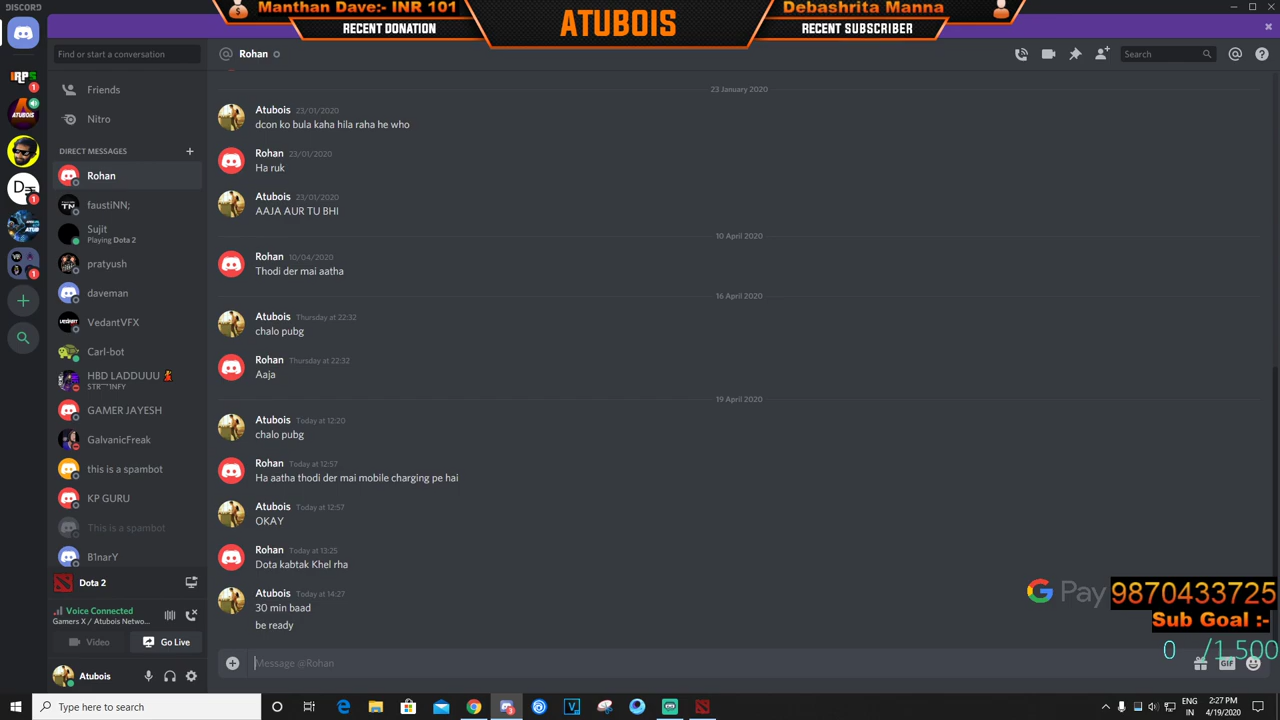 DISCORD
Manthan Dave:- INR 101
RECENT DONATION
ATUBOIS
Debashrita Manna
RECENT SUBSCRIBER
Find or start a conversation
Rohan
Search
Friends
Nitro
DIRECT MESSAGES
Rohan
faustiNN;
Sujit
Playing Dota 2
pratyush
daveman
VedantVFX
Carl-bot
HBD LADDUUU
GAMER JAYESH
GalvanicFreak
this is a spambot
KP GURU
This is a spambot
B1narY
Dota 2
Voice Connected
Gamers X / Atubois Netwo...
Video
Go Live
Atubois
23 January 2020
Atubois 23/01/2020
dcon ko bula kaha hila raha he who
Rohan 23/01/2020
Ha ruk
Atubois 23/01/2020
AAJA AUR TU BHI
10 April 2020
Rohan 10/04/2020
Thodi der mai aatha
16 April 2020
Atubois Thursday at 22:32
chalo pubg
Rohan Thursday at 22:32
Aaja
19 April 2020
Atubois Today at 12:20
chalo pubg
Rohan Today at 12:57
Ha aatha thodi der mai mobile charging pe hai
Atubois Today at 12:57
OKAY
Rohan Today at 13:25
Dota kabtak Khel rha
Atubois Today at 14:27
30 min baad
be ready
G Pay 9870433725
Sub Goal :-
0 /1,500
Message @Rohan
GIF
Type here to search
ENG
IN
2:27 PM
4/19/2020